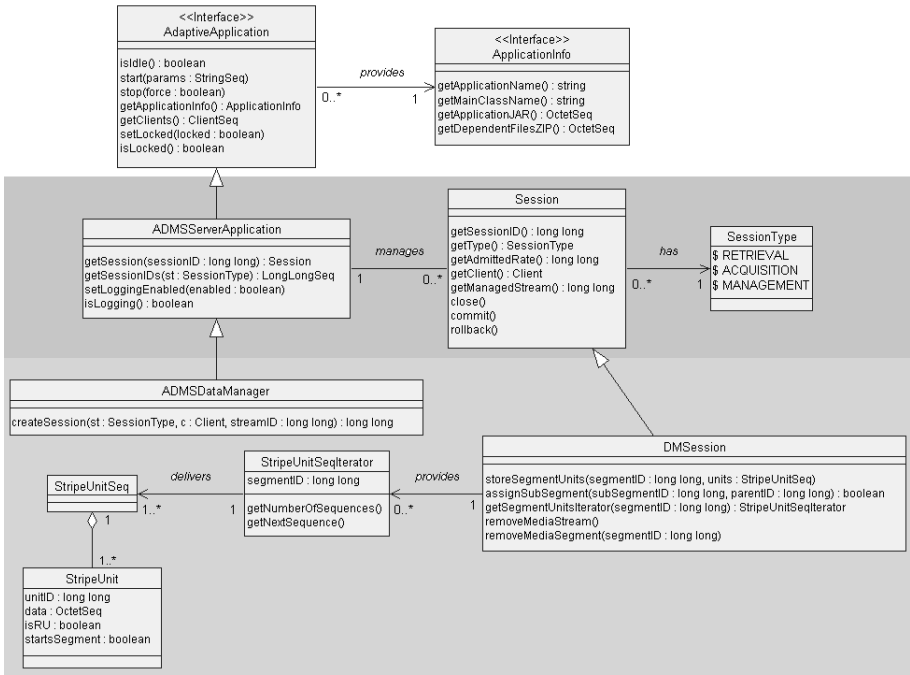 <<Interface>>
AdaptiveApplication
isIdle() : boolean
start(params : StringSeq)
stop(force : boolean)
getApplicationInfo() : ApplicationInfo
getClients() : ClientSeq
setLocked(locked : boolean)
isLocked() : boolean
provides
0..*
1
<<Interface>>
ApplicationInfo
getApplicationName() : string
getMainClassName() : string
getApplicationJAR() : OctetSeq
getDependentFilesZIP() : OctetSeq
ADMSServerApplication
getSession(sessionID : long long) : Session
getSessionIDs(st : SessionType) : LongLongSeq
setLoggingEnabled(enabled : boolean)
isLogging() : boolean
manages
1
0..*
Session
getSessionID() : long long
getType() : SessionType
getAdmittedRate() : long long
getClient() : Client
getManagedStream() : long long
close()
commit()
rollback()
has
0..*
1
SessionType
$ RETRIEVAL
$ ACQUISITION
$ MANAGEMENT
ADMSDataManager
createSession(st : SessionType, c : Client, streamID : long long) : long long
DMSession
storeSegmentUnits(segmentID : long long, units : StripeUnitSeq)
assignSubSegment(subSegmentID : long long, parentID : long long) : boolean
getSegmentUnitsIterator(segmentID : long long) : StripeUnitSeqIterator
removeMediaStream()
removeMediaSegment(segmentID : long long)
provides
0..*
1
StripeUnitSeqIterator
segmentID : long long
getNumberOfSequences()
getNextSequence()
delivers
1..*
1
StripeUnitSeq
1
1..*
StripeUnit
unitID : long long
data : OctetSeq
isRU : boolean
startsSegment : boolean